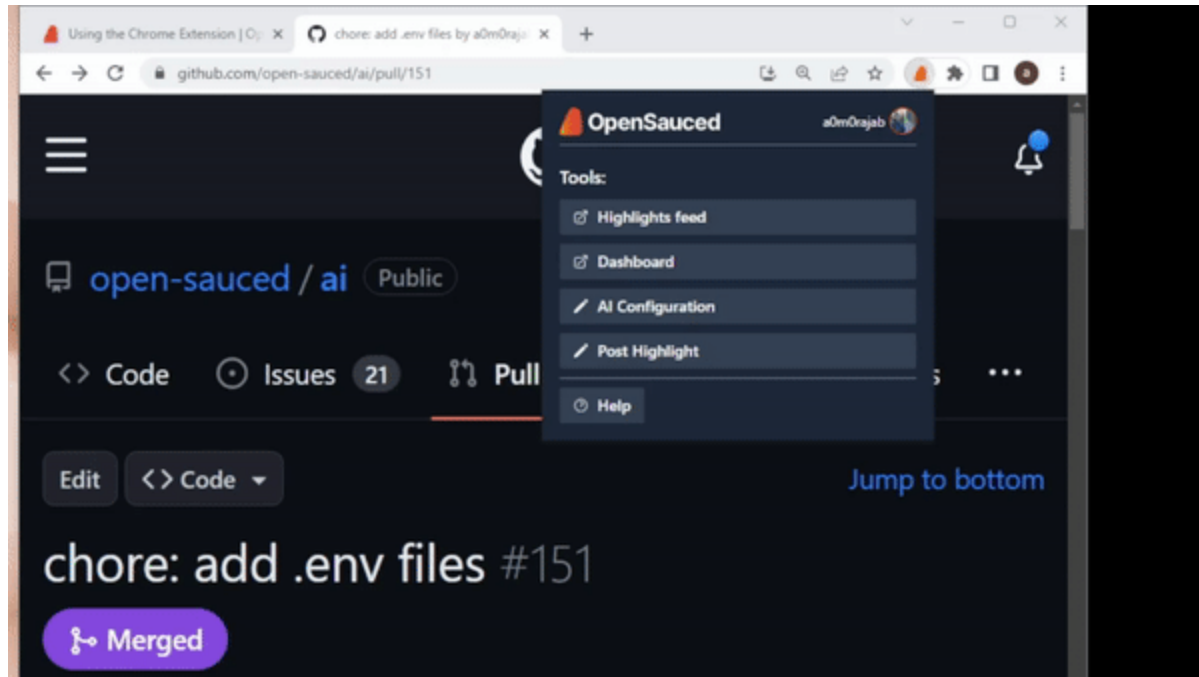 Using the Chrome Extension | Op
chore: add .env files by a0m0raja
github.com/open-sauced/ai/pull/151
a
OpenSauced
a0m0rajab
Tools:
Highlights feed
Dashboard
AI Configuration
Post Highlight
Help
open-sauced / ai Public
Code Issues 21 Pull s
Edit <> Code Jump to bottom
chore: add .env files #151
Merged